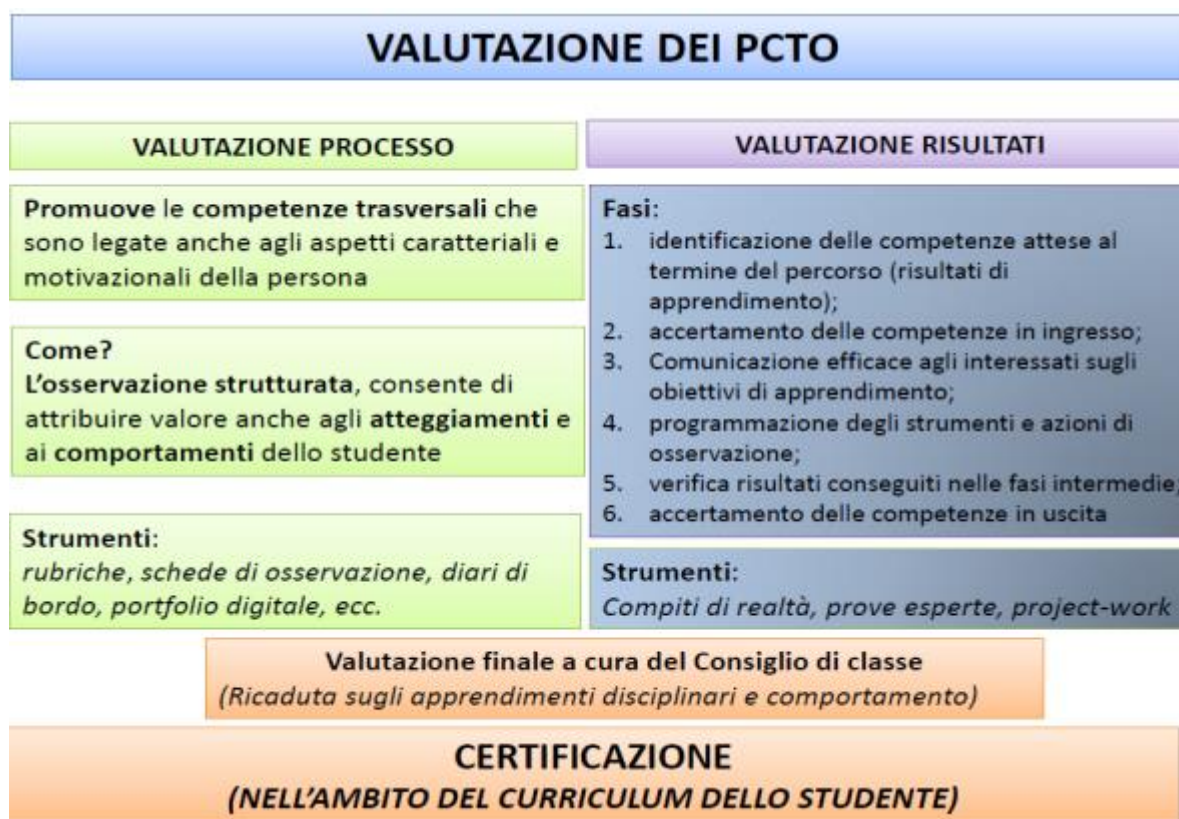 VALUTAZIONE DEI PCTO
VALUTAZIONE PROCESSO
Promuove le competenze trasversali che
sono legate anche agli aspetti caratteriali e
motivazionali della persona
Come?
L'osservazione strutturata, consente di
attribuire valore anche agli atteggiamenti e
ai comportamenti dello studente
Strumenti:
rubriche, schede di osservazione, diari di
bordo, portfolio digitale, ecc.
VALUTAZIONE RISULTATI
Fasi:
1. identificazione delle competenze attese al
termine del percorso (risultati di
apprendimento);
2. accertamento delle competenze in ingresso;
3. Comunicazione efficace agli interessati sugli
obiettivi di apprendimento;
4. programmazione degli strumenti e azioni di
osservazione;
5. verifica risultati conseguiti nelle fasi intermedie;
6. accertamento delle competenze in uscita
Strumenti:
Compiti di realtà, prove esperte, project-work
Valutazione finale a cura del Consiglio di classe
(Ricaduta sugli apprendimenti disciplinari e comportamento)
CERTIFICAZIONE
(NELL'AMBITO DEL CURRICULUM DELLO STUDENTE)